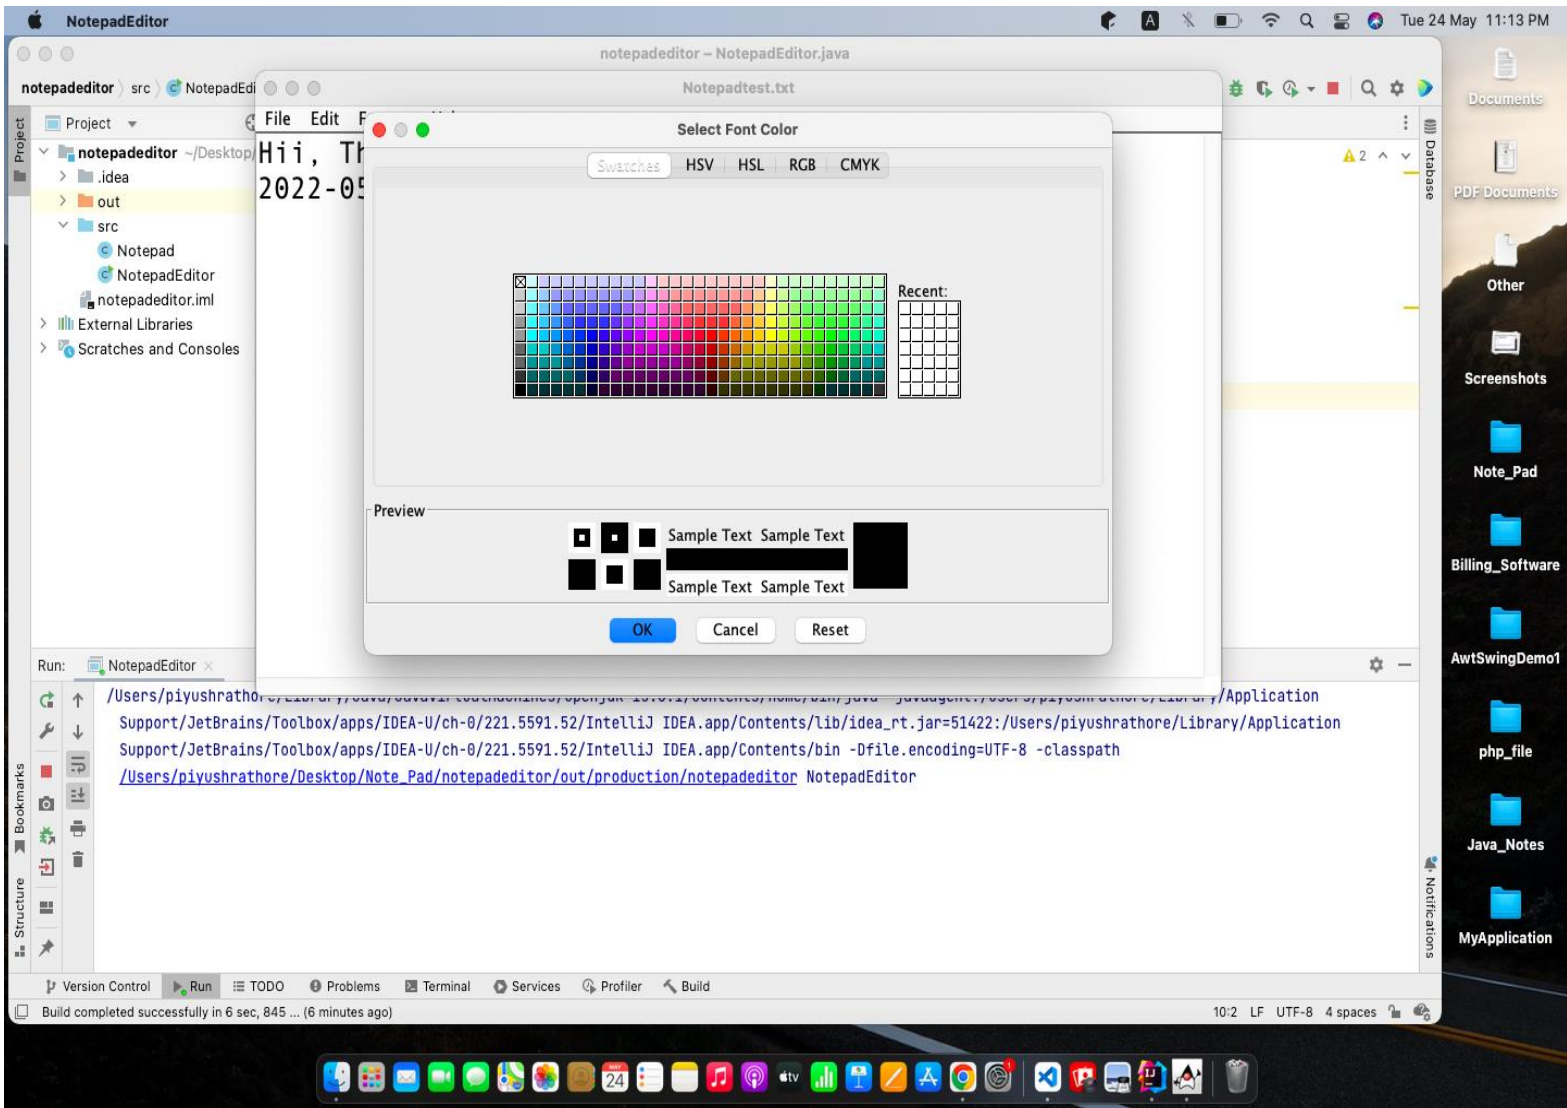 NotepadEditor
A
Tue 24 May 11:13 PM
notepadeditor – NotepadEditor.java
notepadeditor src NotepadEdi
Notepadtest.txt
Project
File Edit F
Select Font Color
Hii, Th
2022-05
Swatches HSV HSL RGB CMYK
Recent:
Preview
Sample Text Sample Text
Sample Text Sample Text
OK Cancel Reset
Project
notepadeditor ~/Desktop/
.idea
out
src
Notepad
NotepadEditor
notepadeditor.iml
External Libraries
Scratches and Consoles
2
Database
Notifications
Bookmarks
Structure
Run: NotepadEditor
/Application
Support/JetBrains/Toolbox/apps/IDEA-U/ch-0/221.5591.52/IntelliJ IDEA.app/Contents/lib/idea_rt.jar=51422:/Users/piyushrathore/Library/Application
Support/JetBrains/Toolbox/apps/IDEA-U/ch-0/221.5591.52/IntelliJ IDEA.app/Contents/bin -Dfile.encoding=UTF-8 -classpath
/Users/piyushrathore/Desktop/Note_Pad/notepadeditor/out/production/notepadeditor NotepadEditor
Version Control Run TODO Problems Terminal Services Profiler Build
Build completed successfully in 6 sec, 845 ... (6 minutes ago)
10:2 LF UTF-8 4 spaces
Documents
PDF Documents
Other
Screenshots
Note_Pad
Billing_Software
AwtSwingDemo1
php_file
Java_Notes
MyApplication
MAY
24
tv